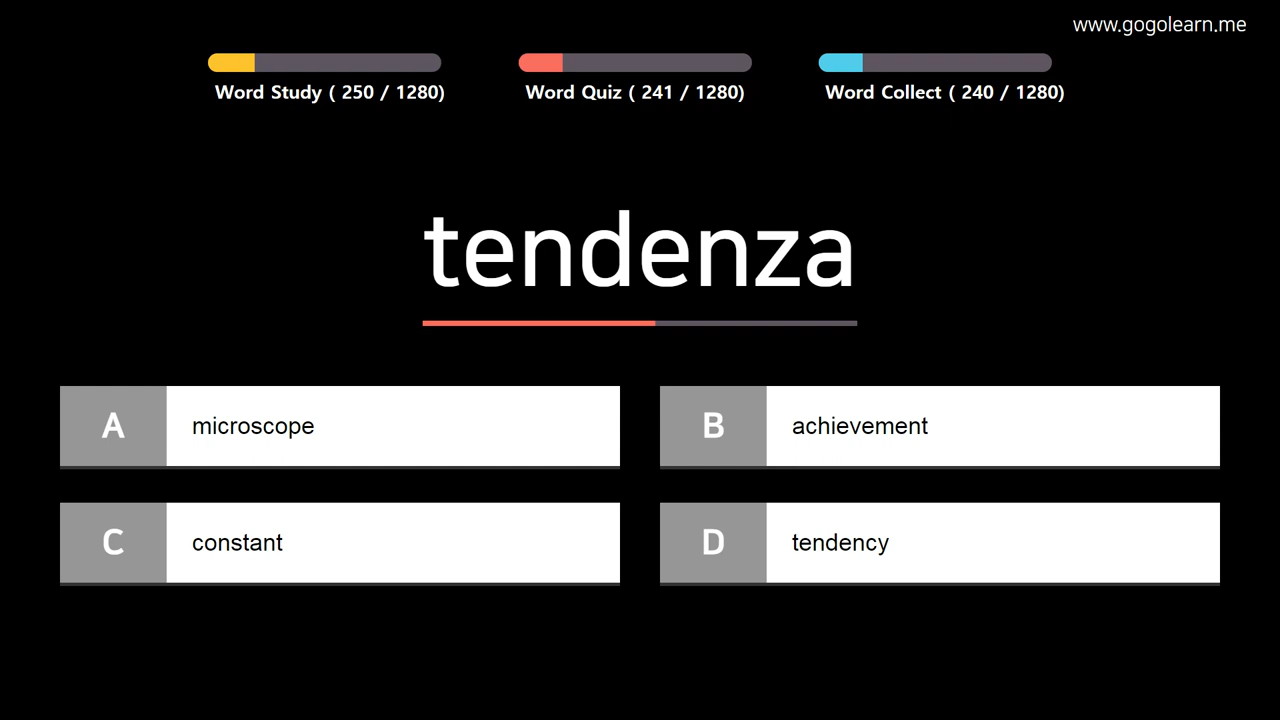 www.gogolearn.me
Word Study ( 250 / 1280)
Word Quiz ( 241 / 1280)
Word Collect ( 240 / 1280)
tendenza
A microscope
B achievement
C constant
D tendency